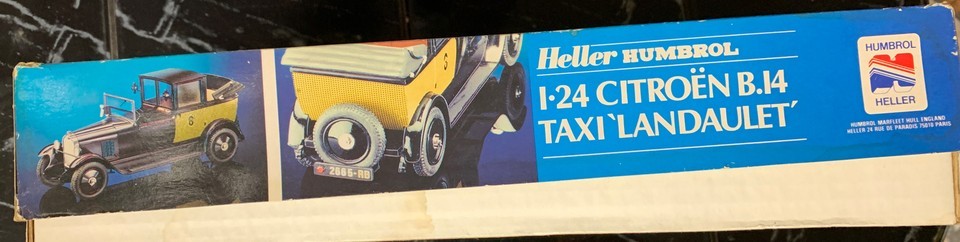 Heller HUMBROL
1·24 CITROËN B.14
TAXI `LANDAULET´
HUMBROL
HELLER
HUMBROL MARFLEET HULL ENGLAND
HELLER 24 RUE DE PARADIS 75010 PARIS
2665-RB